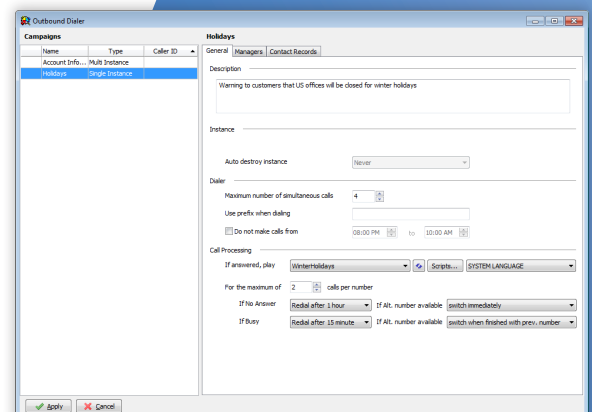 Outbound Dialer
Campaigns
Name Type Caller ID
Account Info... Multi Instance
Holidays Single Instance
Holidays
General Managers Contact Records
Description
Warning to customers that US offices will be closed for winter holidays
Instance
Auto destroy instance Never
Dialer
Maximum number of simultaneous calls 4
Use prefix when dialing
Do not make calls from 08:00 PM to 10:00 AM
Call Processing
If answered, play WinterHolidays Scripts... SYSTEM LANGUAGE
For the maximum of 2 calls per number
If No Answer Redial after 1 hour If Alt. number available switch immediately
If Busy Redial after 15 minute If Alt. number available switch when finished with prev. number
Apply Cancel